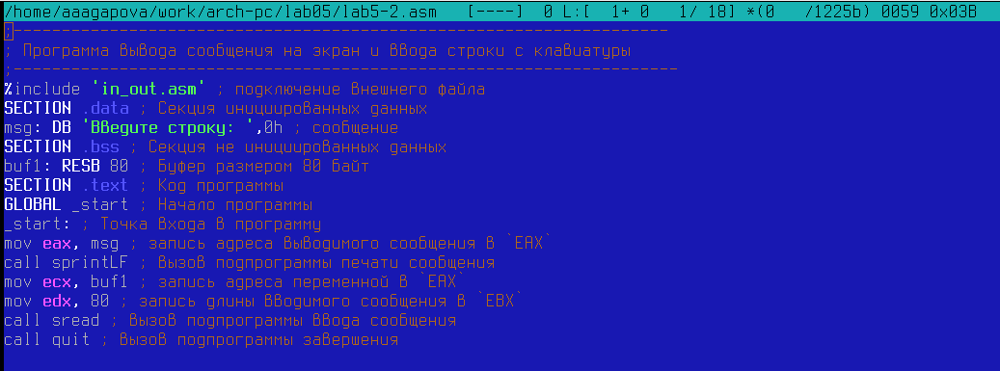 /home/aaagapova/work/arch-pc/lab05/lab5-2.asm   [----]  0 L:[  1+ 0   1/ 18] *(0   /1225b) 0059 0x03B
;---------------------------------------------------------------------
; Программа вывода сообщения на экран и ввода строки с клавиатуры
;----------------------------------------------------------------------
%include 'in_out.asm' ; подключение внешнего файла
SECTION .data ; Секция инициированных данных
msg: DB 'Введите строку: ',0h ; сообщение
SECTION .bss ; Секция не инициированных данных
buf1: RESB 80 ; Буфер размером 80 байт
SECTION .text ; Код программы
GLOBAL _start ; Начало программы
_start: ; Точка входа в программу
mov eax, msg ; запись адреса выводимого сообщения в `EAX`
call sprintLF ; вызов подпрограммы печати сообщения
mov ecx, buf1 ; запись адреса переменной в `EAX`
mov edx, 80 ; запись длины вводимого сообщения в `EBX`
call sread ; вызов подпрограммы ввода сообщения
call quit ; вызов подпрограммы завершения